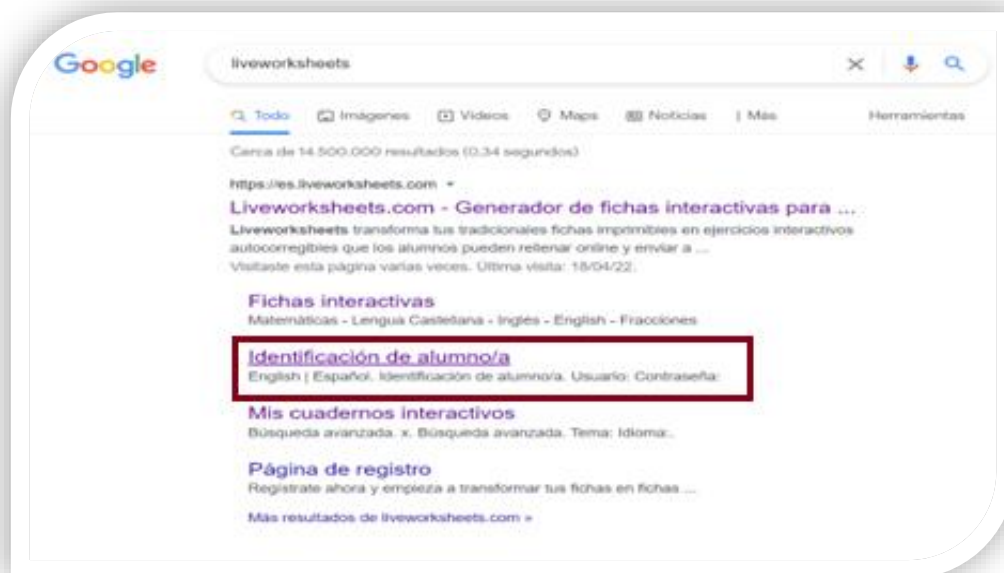 Google
liveworksheets
Todo Imágenes Videos Maps Noticias Más Herramientas
Cerca de 14.500.000 resultados (0,34 segundos)
https://es.liveworksheets.com
Liveworksheets.com - Generador de fichas interactivas para ...
Liveworksheets transforma tus tradicionales fichas imprimibles en ejercicios interactivos
autocorregibles que los alumnos pueden rellenar online y enviar a ...
Visitaste esta página varias veces. Última visita: 18/04/22.
Fichas interactivas
Matemáticas - Lengua Castellana - Inglés - English - Fracciones
Identificación de alumno/a
English | Español. Identificación de alumno/a. Usuario: Contraseña:
Mis cuadernos interactivos
Búsqueda avanzada. x. Búsqueda avanzada. Tema: Idioma:.
Página de registro
Regístrate ahora y empieza a transformar tus fichas en fichas ...
Más resultados de liveworksheets.com »